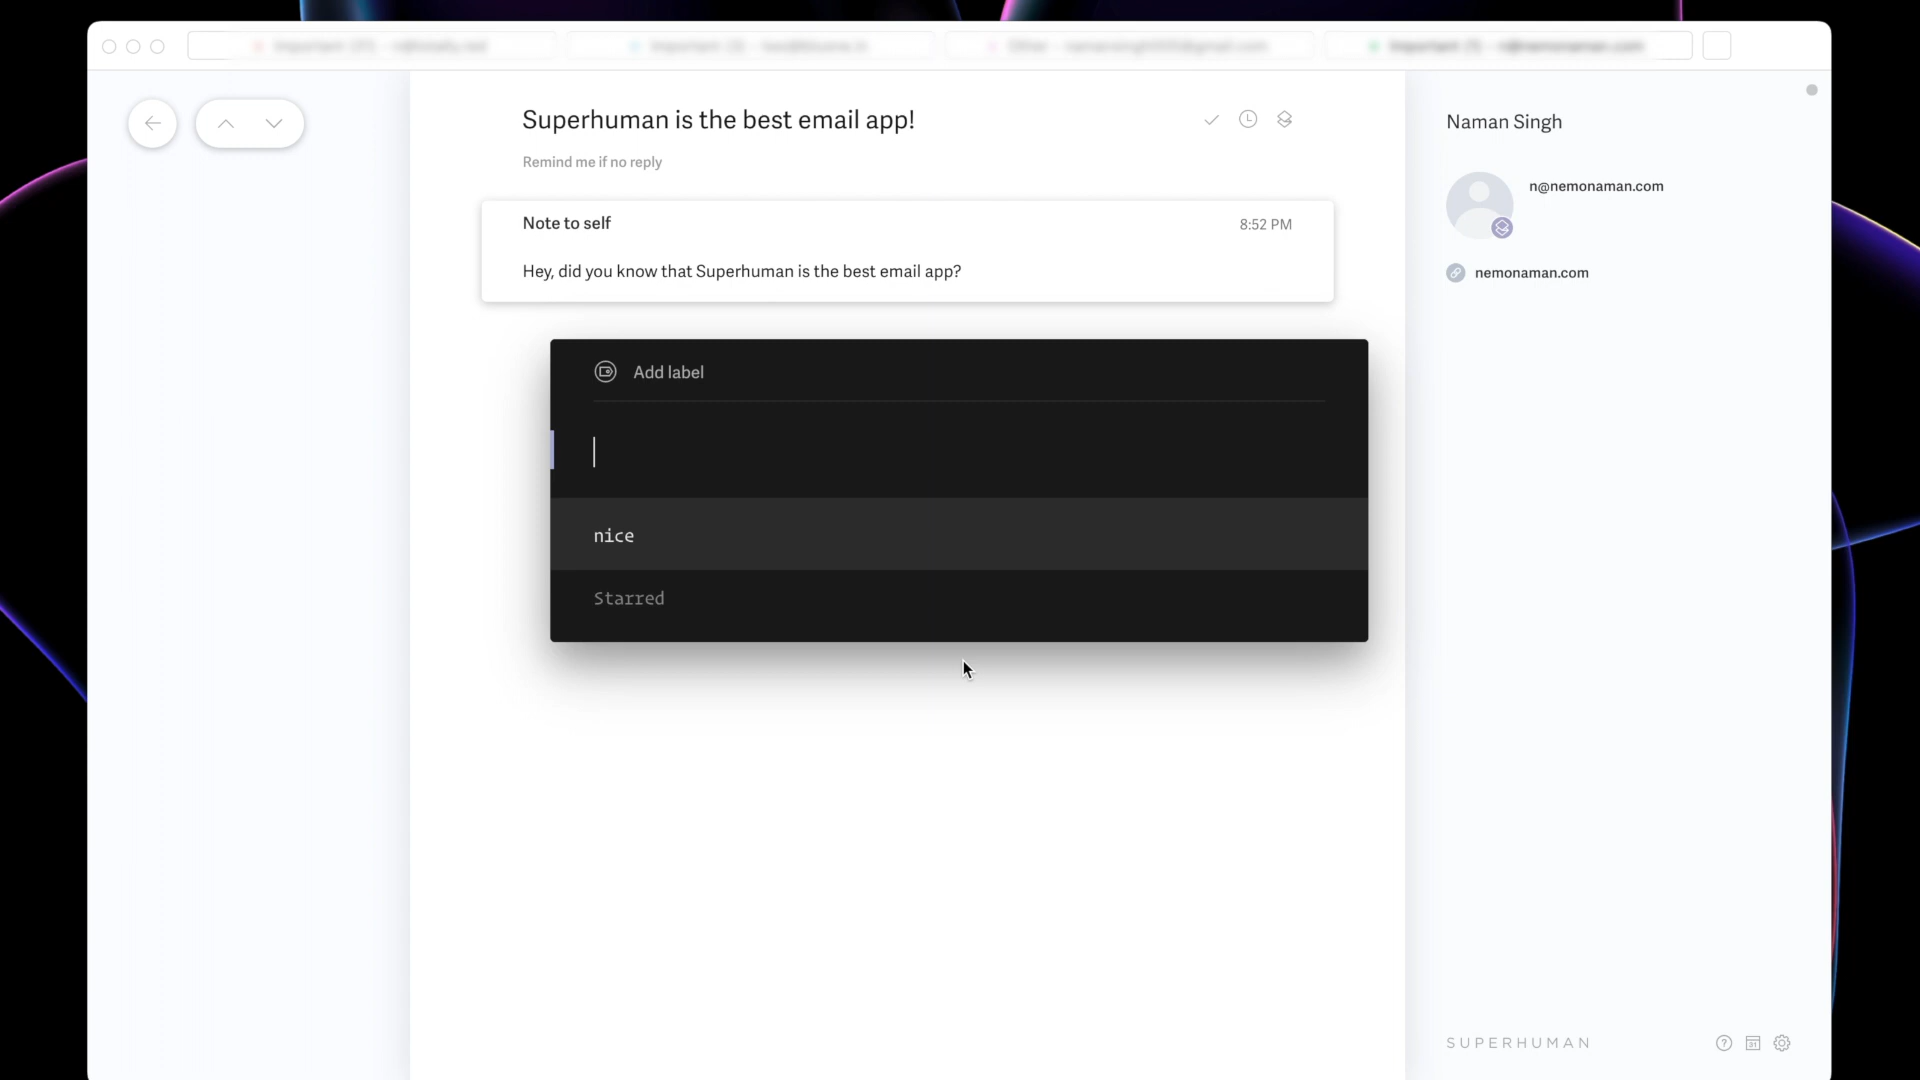 Superhuman is the best email app!
Remind me if no reply
Note to self
8:52 PM
Hey, did you know that Superhuman is the best email app?
Add label
nice
Starred
Naman Singh
n@nemonaman.com
nemonaman.com
SUPERHUMAN
31